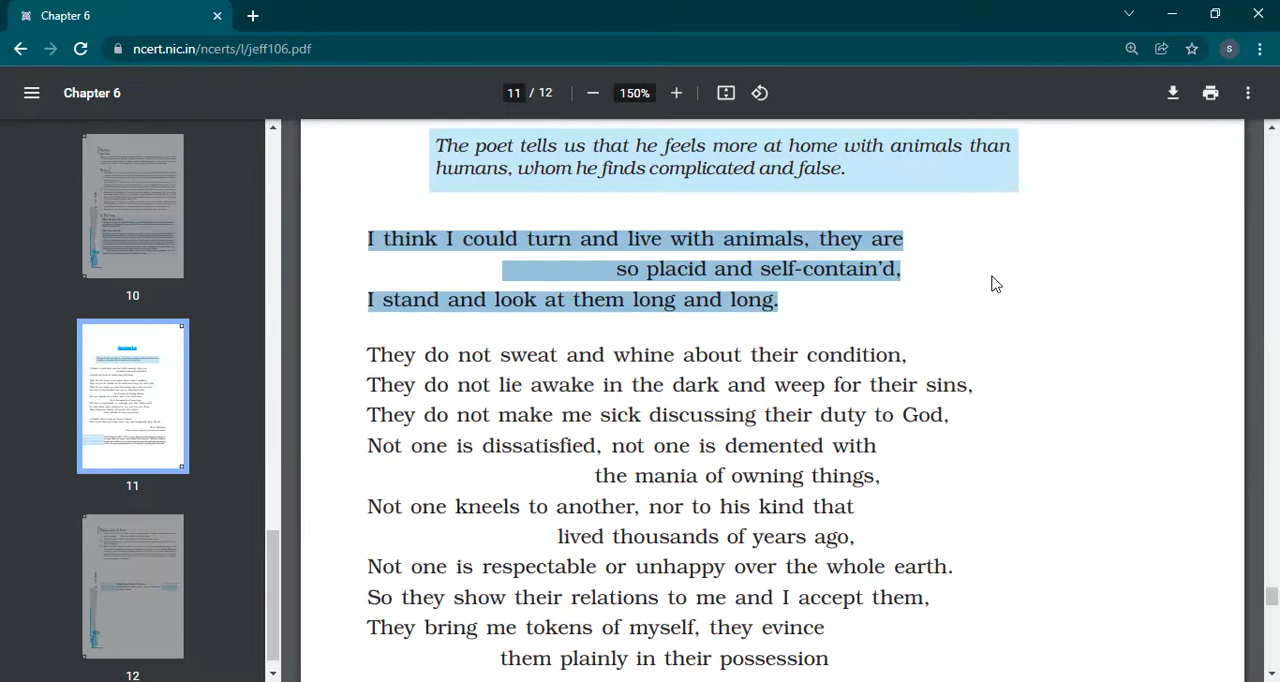 Chapter 6
ncert.nic.in/ncerts/l/jeff106.pdf
S
Chapter 6
11 / 12
150%
10
11
12
The poet tells us that he feels more at home with animals than
humans, whom he finds complicated and false.
I think I could turn and live with animals, they are
so placid and self-contain'd,
I stand and look at them long and long.
They do not sweat and whine about their condition,
They do not lie awake in the dark and weep for their sins,
They do not make me sick discussing their duty to God,
Not one is dissatisfied, not one is demented with
the mania of owning things,
Not one kneels to another, nor to his kind that
lived thousands of years ago,
Not one is respectable or unhappy over the whole earth.
So they show their relations to me and I accept them,
They bring me tokens of myself, they evince
them plainly in their possession